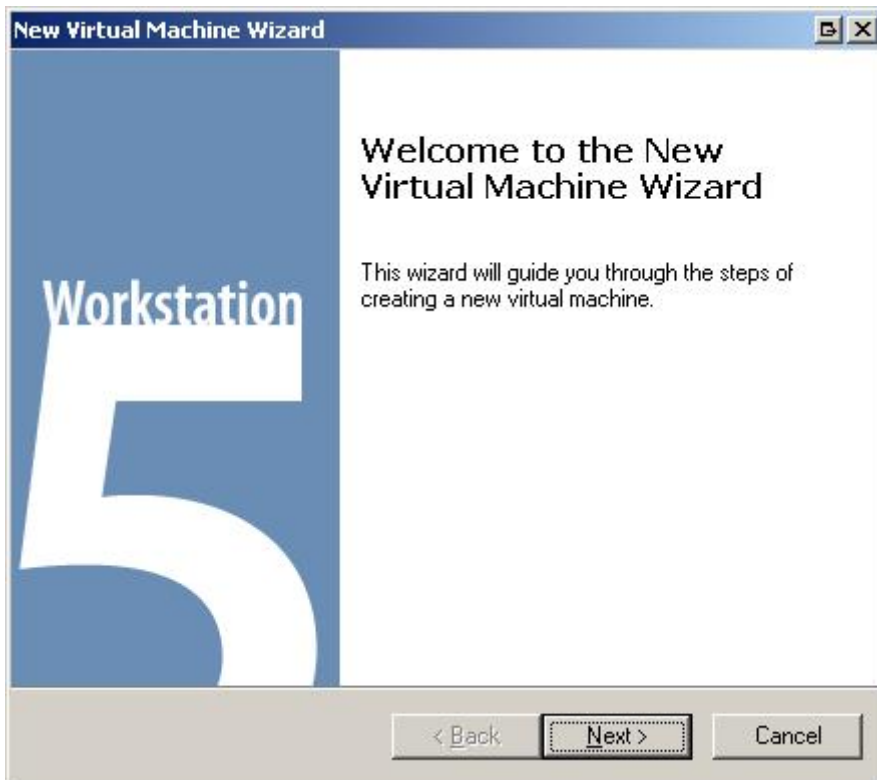 New Virtual Machine Wizard
Welcome to the New
Virtual Machine Wizard
This wizard will guide you through the steps of
creating a new virtual machine.
Workstation
5
< Back
Next >
Cancel